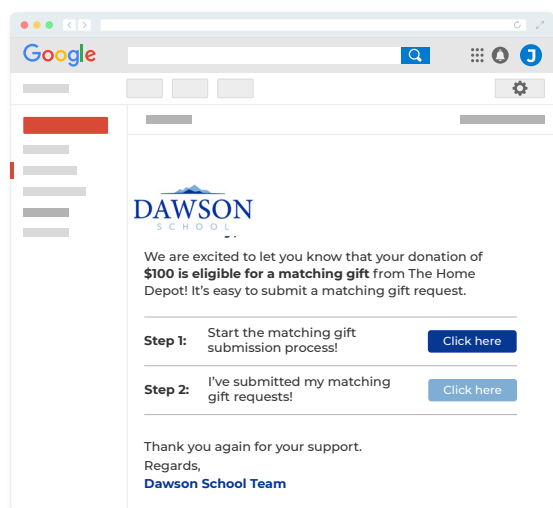 Google
J
DAWSON
SCHOOL
We are excited to let you know that your donation of
$100 is eligible for a matching gift from The Home
Depot! It's easy to submit a matching gift request.
Step 1:
Start the matching gift
submission process!
Click here
Step 2:
I've submitted my matching
gift requests!
Click here
Thank you again for your support.
Regards,
Dawson School Team